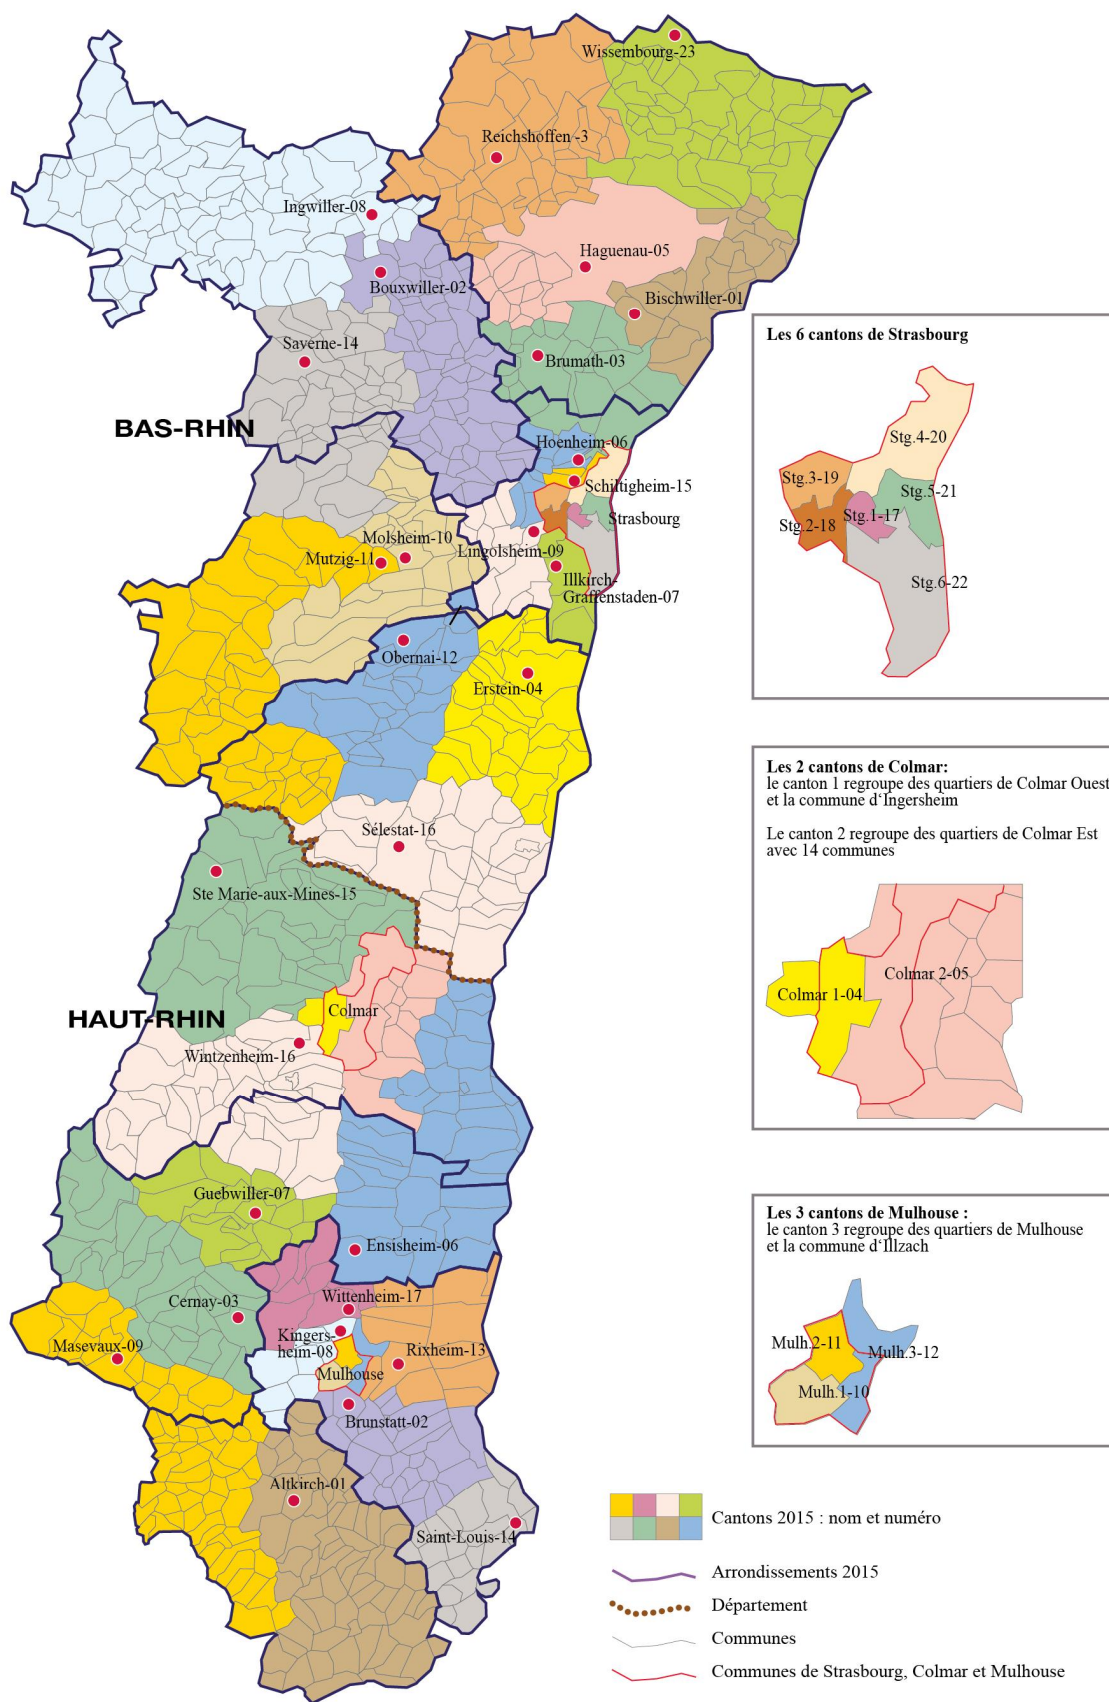 Wissembourg-23
Reichshoffen -3
Ingwiller-08
Haguenau-05
Bouxwiller-02
Bischwiller-01
Saverne-14
Brumath-03
BAS-RHIN
Hoenheim-06
Schiltigheim-15
Strasbourg
Molsheim-10
Mutzig-11
Lingolsheim-09
Illkirch-
Graffenstaden-07
Obernai-12
Erstein-04
Sélestat-16
Ste Marie-aux-Mines-15
Colmar
HAUT-RHIN
Wintzenheim-16
Guebwiller-07
Ensisheim-06
Cernay-03
Wittenheim-17
Kingers-
heim-08
Masevaux-09
Rixheim-13
Mulhouse
Brunstatt-02
Altkirch-01
Saint-Louis-14
Les 6 cantons de Strasbourg
Stg.4-20
Stg.3-19
Stg.5-21
Stg.1-17
Stg.2-18
Stg.6-22
Les 2 cantons de Colmar:
le canton 1 regroupe des quartiers de Colmar Ouest
et la commune d'Ingersheim
Le canton 2 regroupe des quartiers de Colmar Est
avec 14 communes
Colmar 2-05
Colmar 1-04
Les 3 cantons de Mulhouse :
le canton 3 regroupe des quartiers de Mulhouse
et la commune d'Illzach
Mulh.2-11
Mulh.3-12
Mulh.1-10
Cantons 2015 : nom et numéro
Arrondissements 2015
Département
Communes
Communes de Strasbourg, Colmar et Mulhouse